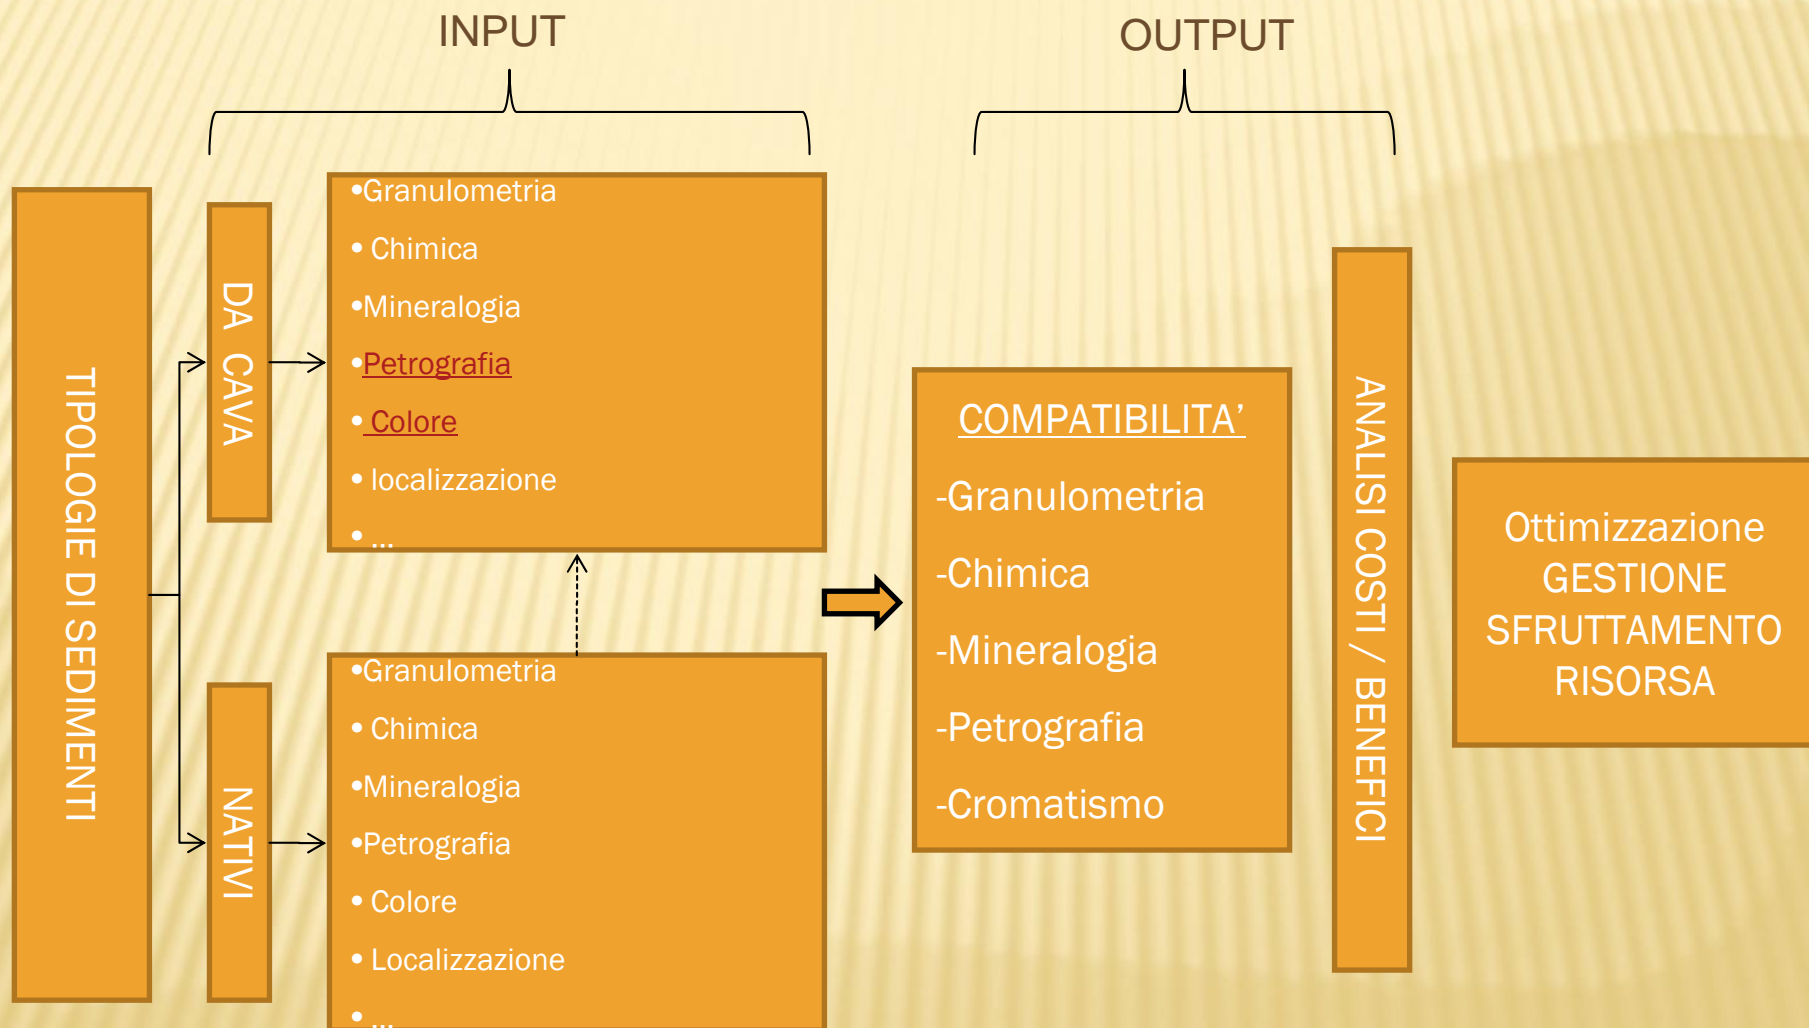 INPUT
OUTPUT
TIPOLOGIE DI SEDIMENTI
DA CAVA
•Granulometria
• Chimica
•Mineralogia
•Petrografia
• Colore
• localizzazione
• ...
NATIVI
•Granulometria
• Chimica
•Mineralogia
•Petrografia
• Colore
• Localizzazione
• ...
COMPATIBILITA’
-Granulometria
-Chimica
-Mineralogia
-Petrografia
-Cromatismo
ANALISI COSTI / BENEFICI
Ottimizzazione
GESTIONE
SFRUTTAMENTO
RISORSA